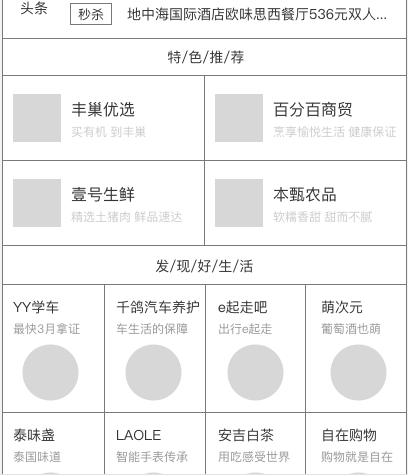 头条 秒杀 地中海国际酒店欧味思西餐厅536元双人...
特/色/推/荐
丰巢优选 百分百商贸
买有机 到丰巢 烹享愉悦生活 健康保证
壹号生鲜 本甄农品
精选土猪肉 鲜品速达 软糯香甜 甜而不腻
发/现/好/生/活
YY学车 千鸽汽车养护 e起走吧 萌次元
最快3月拿证 车生活的保障 出行e起走 葡萄酒也萌
泰味盏 LAOLE 安吉白茶 自在购物
泰国味道 智能手表传承 用吃感受世界 购物就是自在